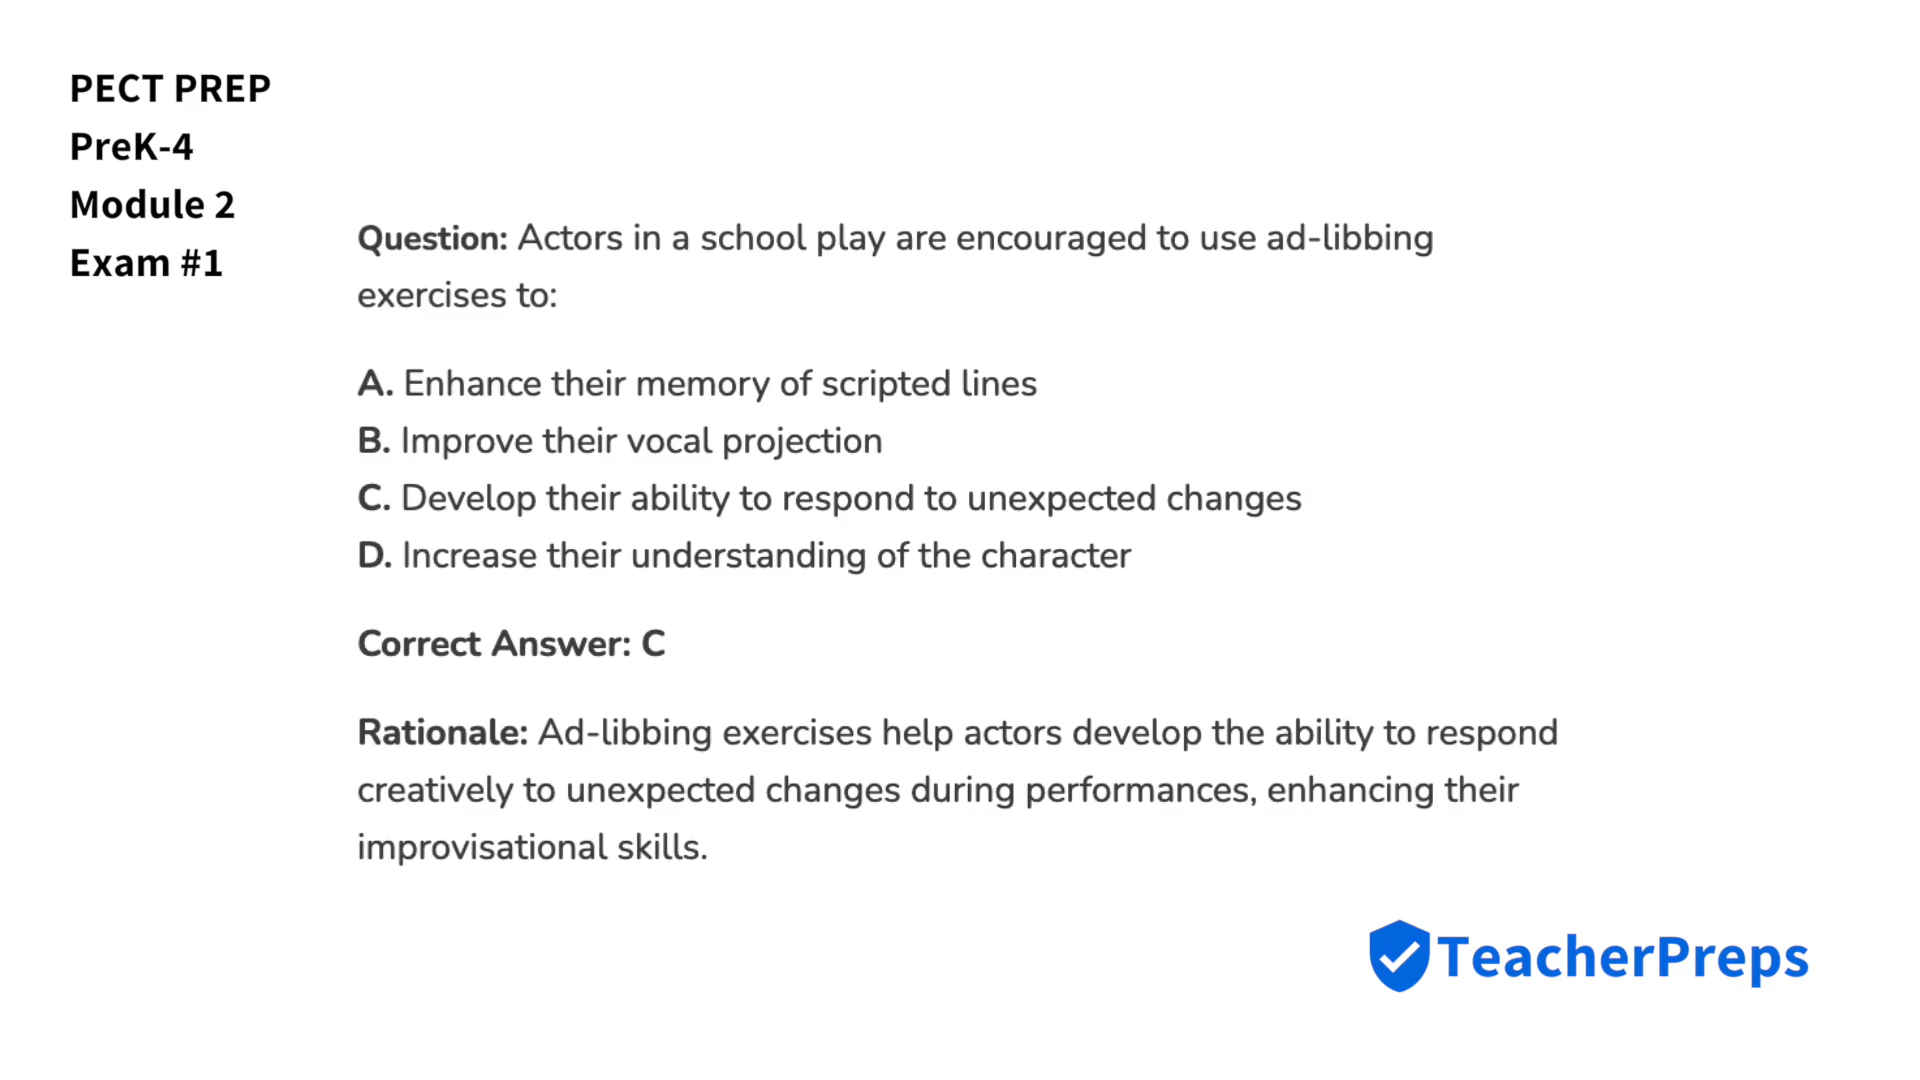 PECT PREP
PreK-4
Module 2
Exam #1
Question: Actors in a school play are encouraged to use ad-libbing
exercises to:
A. Enhance their memory of scripted lines
B. Improve their vocal projection
C. Develop their ability to respond to unexpected changes
D. Increase their understanding of the character
Correct Answer: C
Rationale: Ad-libbing exercises help actors develop the ability to respond
creatively to unexpected changes during performances, enhancing their
improvisational skills.
TeacherPreps